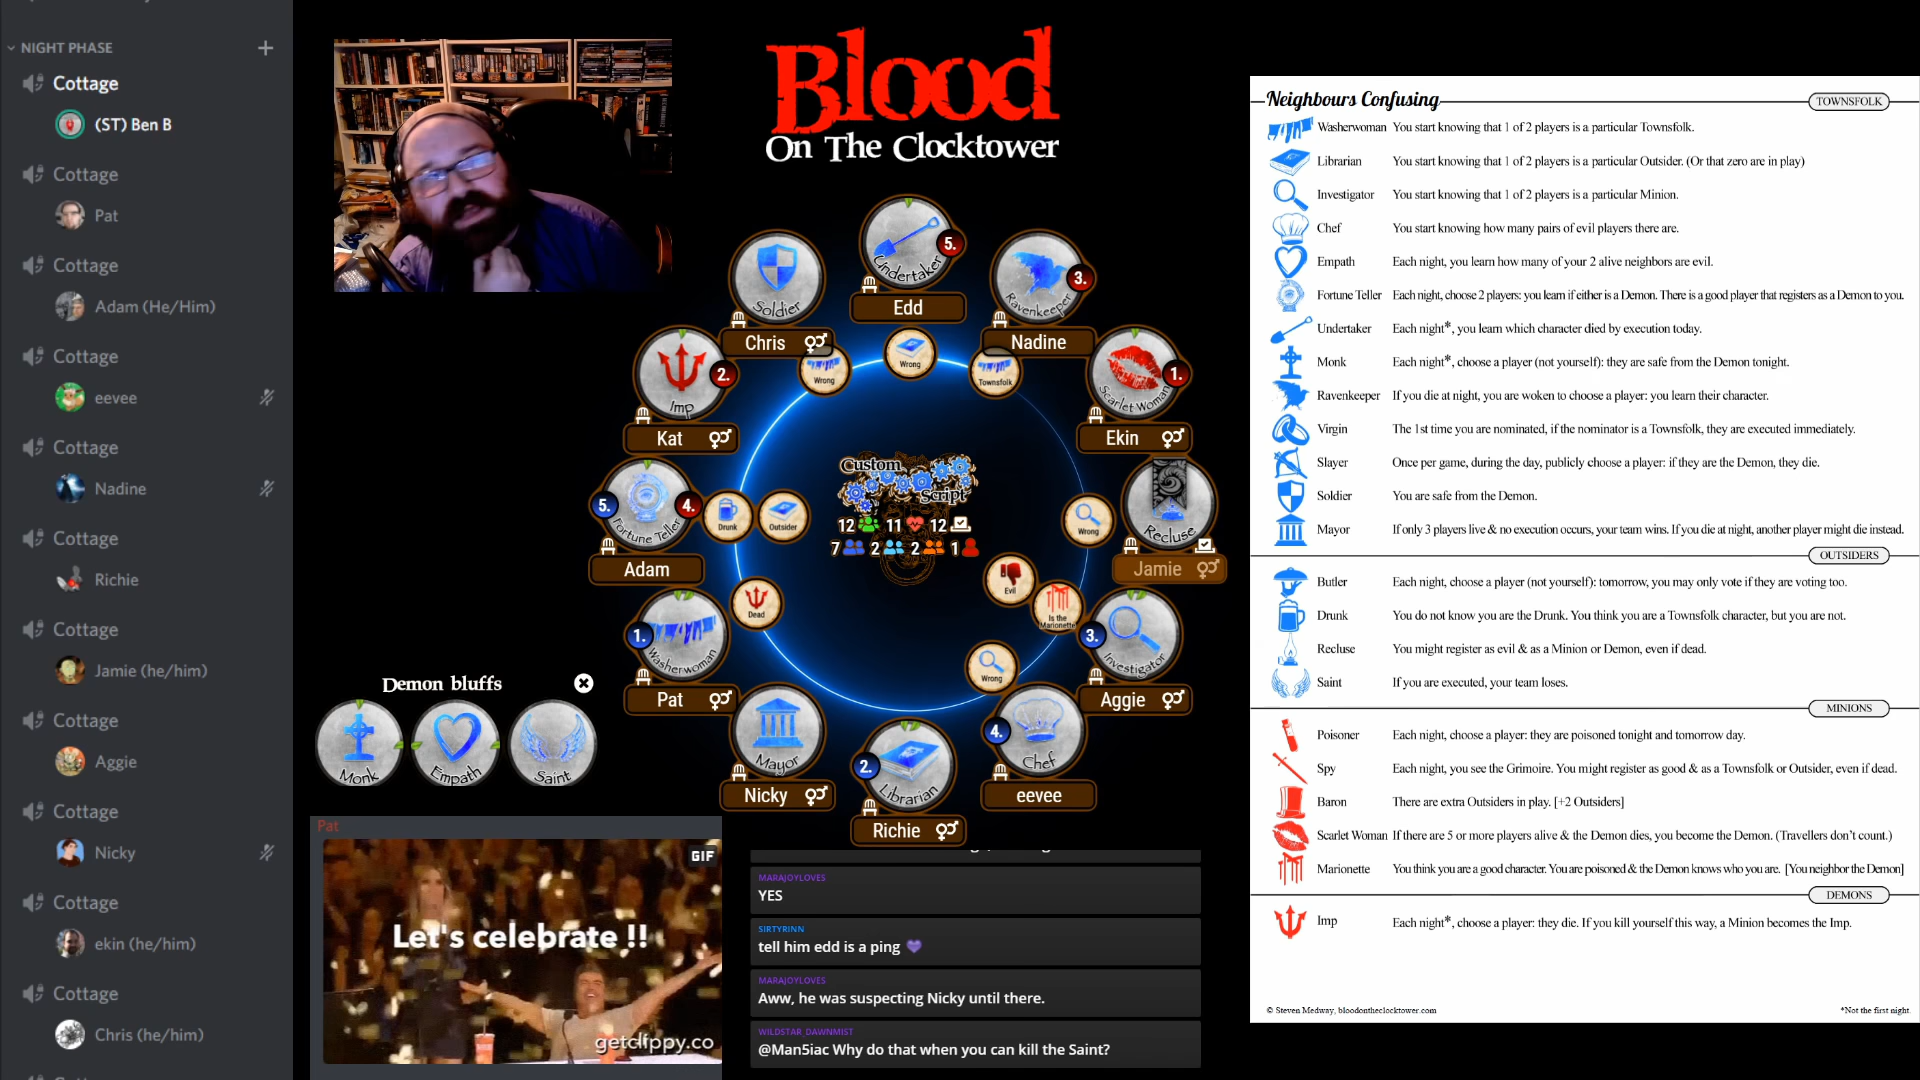 NIGHT PHASE
Cottage
(ST) Ben B
Cottage
Pat
Cottage
Adam (He/Him)
Cottage
eevee
Cottage
Nadine
Cottage
Richie
Cottage
Jamie (he/him)
Cottage
Aggie
Cottage
Nicky
Cottage
ekin (he/him)
Cottage
Chris (he/him)
Blood
On The Clocktower
Undertaker
5.
Edd
Ravenkeeper
3.
Nadine
Scarlet Woman
1.
Ekin
Recluse
Jamie
Investigator
3.
Aggie
Chef
4.
eevee
Librarian
2.
Richie
Mayor
Nicky
Washerwoman
1.
Pat
Fortune Teller
5.
4.
Adam
Imp
2.
Kat
Soldier
Chris
Wrong
Wrong
Townsfolk
Wrong
Evil
Is the Marionette
Wrong
Dead
Drunk
Outsider
Custom
Script
12 11 12
7 2 2 1
Demon bluffs
Monk
Empath
Saint
Pat
GIF
Let's celebrate !!
getclippy.co
MARAJOYLOVES
YES
SIRTYRINN
tell him edd is a ping
MARAJOYLOVES
Aww, he was suspecting Nicky until there.
WILDSTAR_DAWNMIST
@Man5iac Why do that when you can kill the Saint?
Neighbours Confusing
TOWNSFOLK
Washerwoman You start knowing that 1 of 2 players is a particular Townsfolk.
Librarian You start knowing that 1 of 2 players is a particular Outsider. (Or that zero are in play)
Investigator You start knowing that 1 of 2 players is a particular Minion.
Chef You start knowing how many pairs of evil players there are.
Empath Each night, you learn how many of your 2 alive neighbors are evil.
Fortune Teller Each night, choose 2 players: you learn if either is a Demon. There is a good player that registers as a Demon to you.
Undertaker Each night*, you learn which character died by execution today.
Monk Each night*, choose a player (not yourself): they are safe from the Demon tonight.
Ravenkeeper If you die at night, you are woken to choose a player: you learn their character.
Virgin The 1st time you are nominated, if the nominator is a Townsfolk, they are executed immediately.
Slayer Once per game, during the day, publicly choose a player: if they are the Demon, they die.
Soldier You are safe from the Demon.
Mayor If only 3 players live & no execution occurs, your team wins. If you die at night, another player might die instead.
OUTSIDERS
Butler Each night, choose a player (not yourself): tomorrow, you may only vote if they are voting too.
Drunk You do not know you are the Drunk. You think you are a Townsfolk character, but you are not.
Recluse You might register as evil & as a Minion or Demon, even if dead.
Saint If you are executed, your team loses.
MINIONS
Poisoner Each night, choose a player: they are poisoned tonight and tomorrow day.
Spy Each night, you see the Grimoire. You might register as good & as a Townsfolk or Outsider, even if dead.
Baron There are extra Outsiders in play. [+2 Outsiders]
Scarlet Woman If there are 5 or more players alive & the Demon dies, you become the Demon. (Travellers don't count.)
Marionette You think you are a good character. You are poisoned & the Demon knows who you are. [You neighbor the Demon]
DEMONS
Imp Each night*, choose a player: they die. If you kill yourself this way, a Minion becomes the Imp.
© Steven Medway, bloodontheclocktower.com
*Not the first night